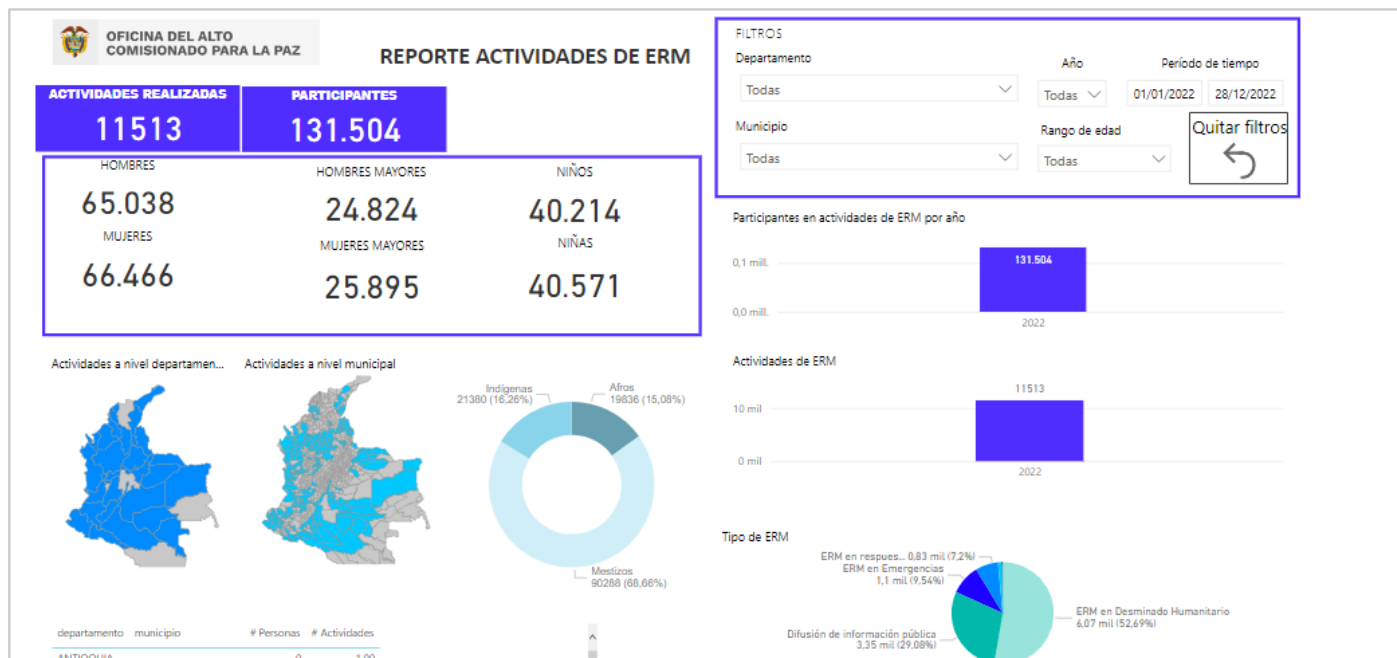 OFICINA DEL ALTO
COMISIONADO PARA LA PAZ
REPORTE ACTIVIDADES DE ERM
ACTIVIDADES REALIZADAS
11513
PARTICIPANTES
131.504
HOMBRES
65.038
MUJERES
66.466
HOMBRES MAYORES
24.824
MUJERES MAYORES
25.895
NIÑOS
40.214
NIÑAS
40.571
FILTROS
Departamento
Todas
Año
Todas
Período de tiempo
01/01/2022 28/12/2022
Municipio
Todas
Rango de edad
Todas
Quitar filtros
Participantes en actividades de ERM por año
0,1 mill.
0,0 mill.
131.504
2022
Actividades de ERM
11513
10 mil
0 mil
2022
Actividades a nivel departamen...
Actividades a nivel municipal
Indígenas
21380 (16,26%)
Afros
19836 (15,08%)
Mestizos
90288 (68,66%)
Tipo de ERM
ERM en respues... 0,83 mil (7,2%)
ERM en Emergencias
1,1 mil (9,54%)
Difusión de información pública
3,35 mil (29,08%)
ERM en Desminado Humanitario
6,07 mil (52,69%)
departamento municipio # Personas # Actividades
ANTIOQUIA 0 1,00